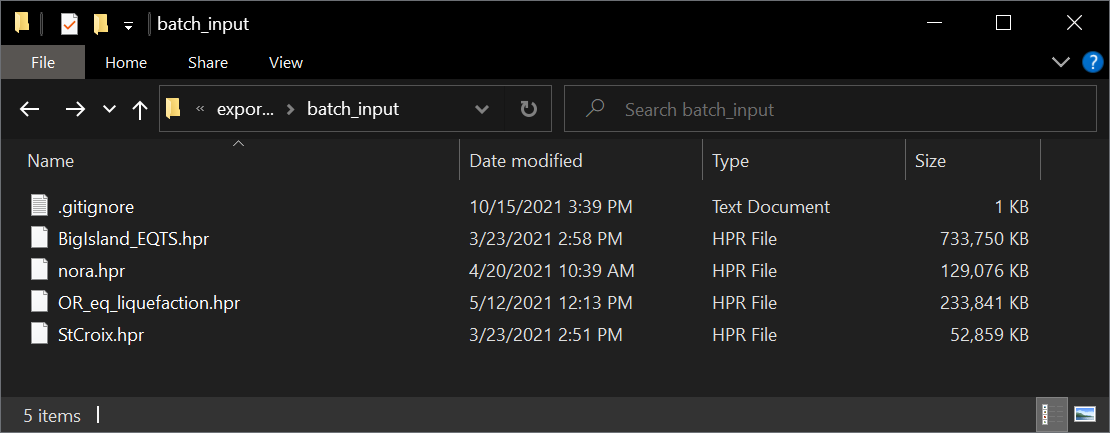 batch_input
File Home Share View
« expor... batch_input Search batch_input
Name Date modified Type Size
.gitignore 10/15/2021 3:39 PM Text Document 1 KB
BigIsland_EQTS.hpr 3/23/2021 2:58 PM HPR File 733,750 KB
nora.hpr 4/20/2021 10:39 AM HPR File 129,076 KB
OR_eq_liquefaction.hpr 5/12/2021 12:13 PM HPR File 233,841 KB
StCroix.hpr 3/23/2021 2:51 PM HPR File 52,859 KB
5 items